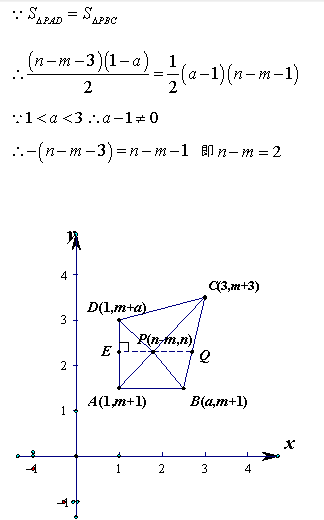 ∵ S△PAD = S△PBC
∴ (n−m−3)(1−a)/2 = 1/2(a−1)(n−m−1)
∵1<a<3 ∴a−1≠0
∴−(n−m−3)=n−m−1 即n−m=2
y
4
C(3,m+3)
D(1,m+a)
3
P(n-m,n)
E
2
Q
A(1,m+1)
B(a,m+1)
1
x
−4
1
2
3
4
−1